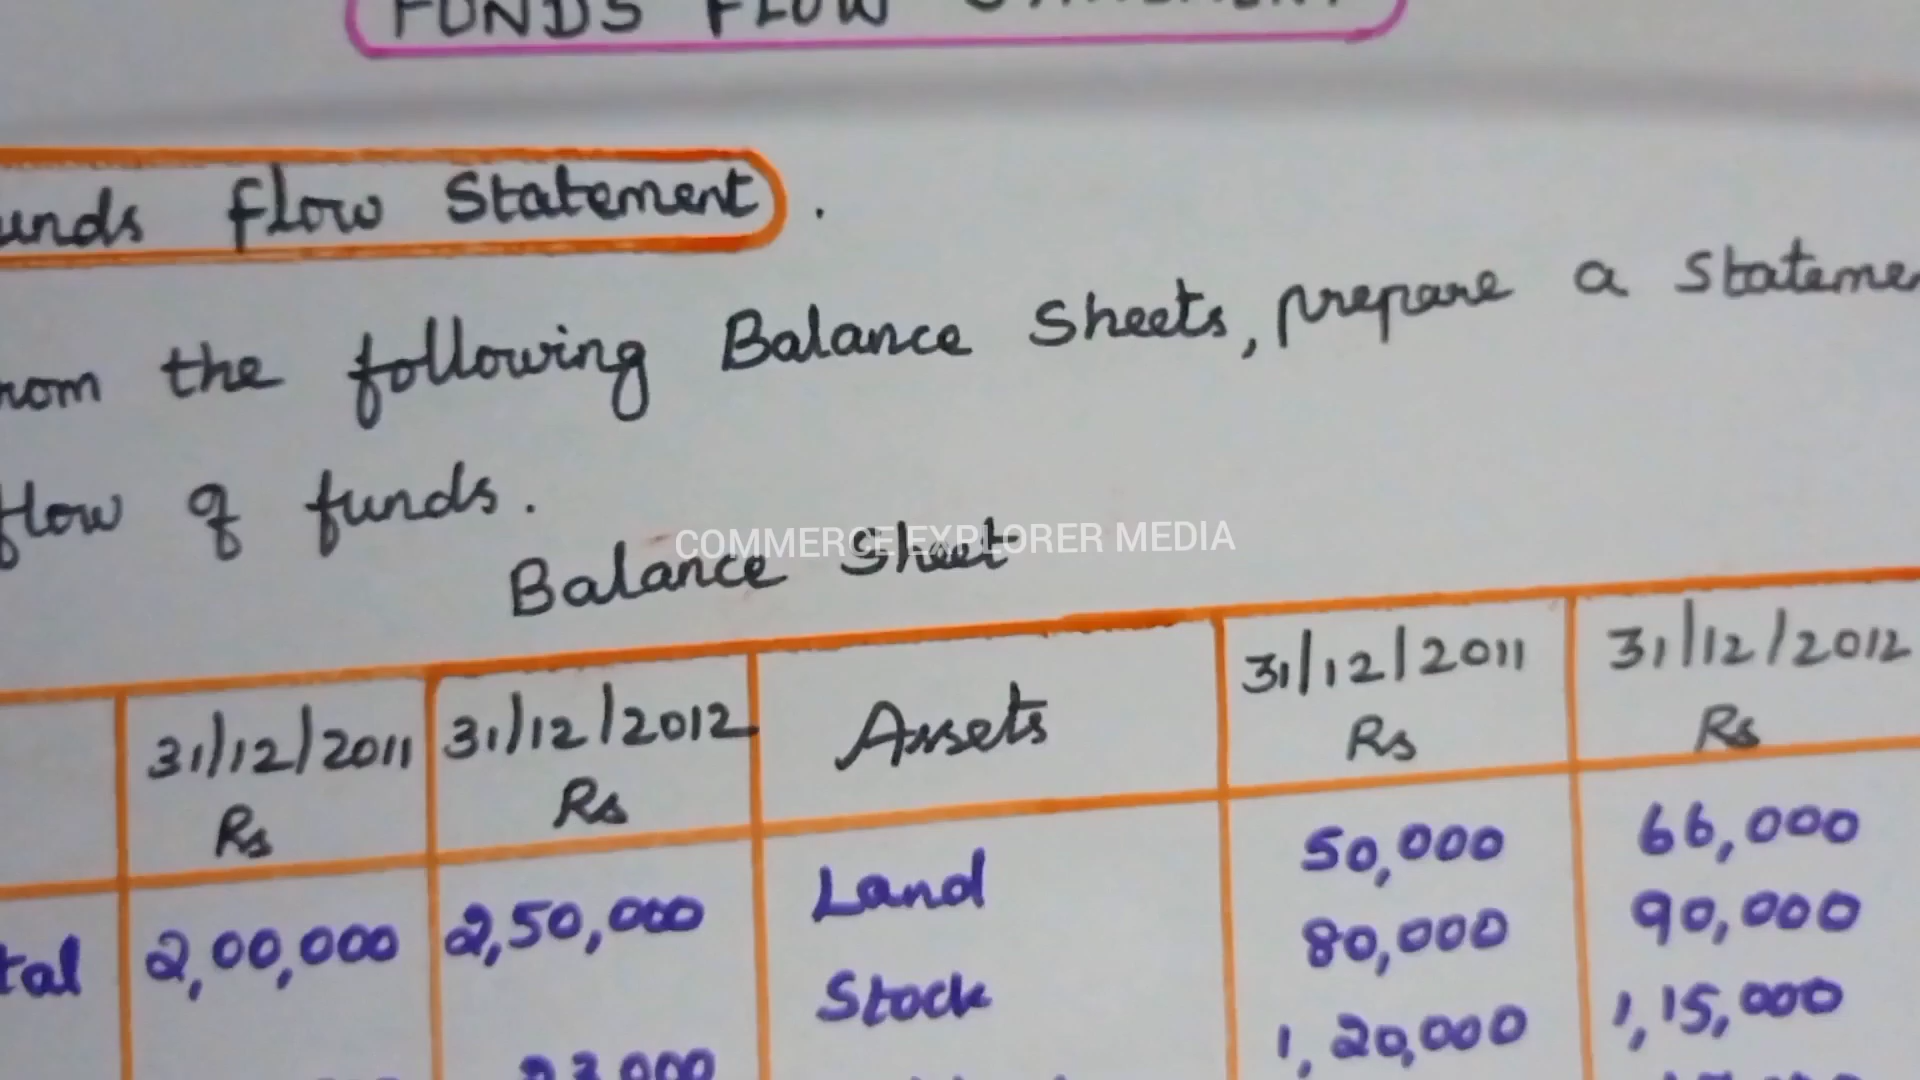 FUNDS FLOW STATEMENT
unds flow Statement .
rom the following Balance Sheets, prepare a Stateme
flow of funds.
COMMERCE EXPLORER MEDIA
Balance Sheet
31/12/2011 31/12/2012 Assets 31/12/2011 31/12/2012
Rs Rs Rs Rs
tal 2,00,000 2,50,000 Land 50,000 66,000
Stock 80,000 90,000
1,20,000 1,15,000